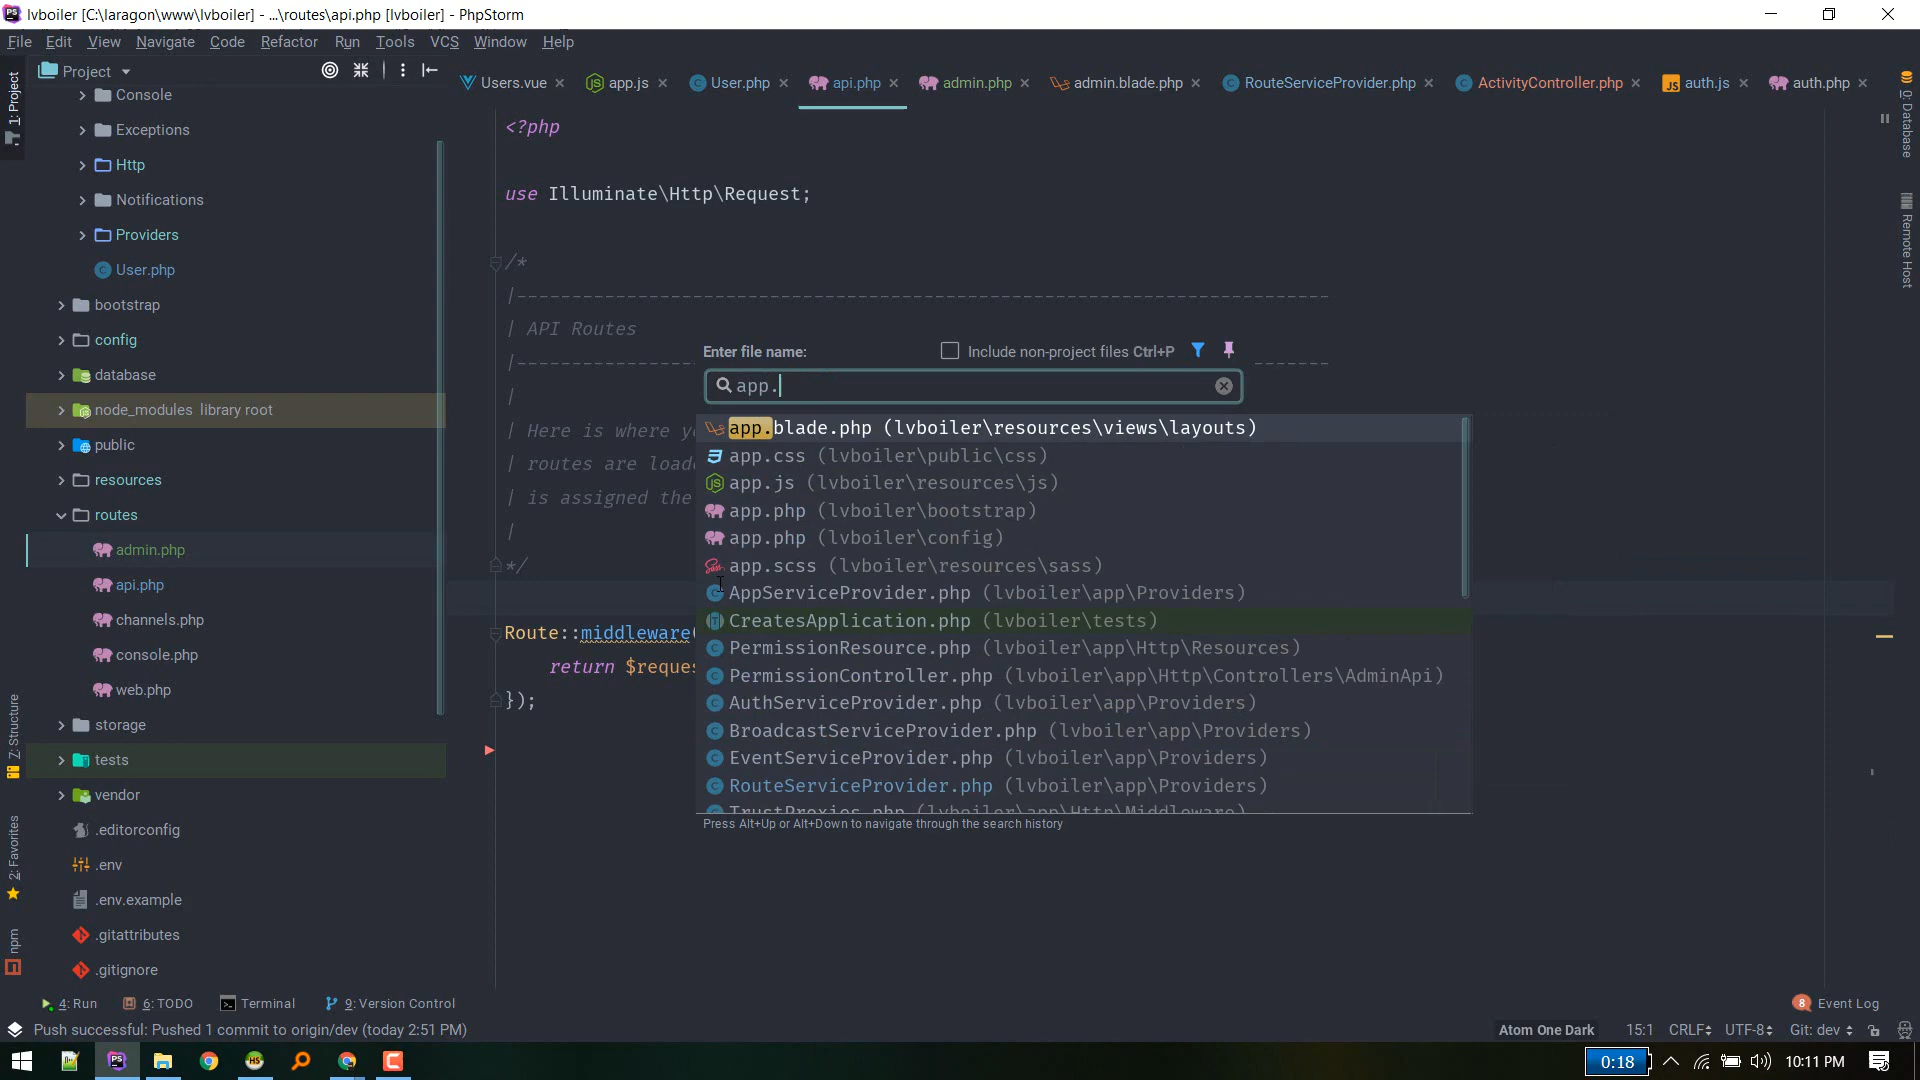 lvboiler [C:\laragon\www\lvboiler] - ...\routes\api.php [lvboiler] - PhpStorm
File Edit View Navigate Code Refactor Run Tools VCS Window Help
Project
Users.vue app.js User.php api.php admin.php admin.blade.php RouteServiceProvider.php ActivityController.php auth.js auth.php
1: Project
Z: Structure
2: Favorites
npm
0: Database
Remote Host
Console
Exceptions
Http
Notifications
Providers
User.php
bootstrap
config
database
node_modules library root
public
resources
routes
admin.php
api.php
channels.php
console.php
web.php
storage
tests
vendor
.editorconfig
.env
.env.example
.gitattributes
.gitignore
<?php
use Illuminate\Http\Request;
/*
|--------------------------------------------------------------------------
| API Routes
|--------------------------------------------------------------------------
|
| Here is where y
| routes are load
| is assigned the
|
*/
Route::middleware(
return $reques
});
Enter file name: Include non-project files Ctrl+P
app.
app.blade.php (lvboiler\resources\views\layouts)
app.css (lvboiler\public\css)
app.js (lvboiler\resources\js)
app.php (lvboiler\bootstrap)
app.php (lvboiler\config)
app.scss (lvboiler\resources\sass)
AppServiceProvider.php (lvboiler\app\Providers)
CreatesApplication.php (lvboiler\tests)
PermissionResource.php (lvboiler\app\Http\Resources)
PermissionController.php (lvboiler\app\Http\Controllers\AdminApi)
AuthServiceProvider.php (lvboiler\app\Providers)
BroadcastServiceProvider.php (lvboiler\app\Providers)
EventServiceProvider.php (lvboiler\app\Providers)
RouteServiceProvider.php (lvboiler\app\Providers)
TrustProxies.php (lvboiler\app\Http\Middleware)
Press Alt+Up or Alt+Down to navigate through the search history
4: Run 6: TODO Terminal 9: Version Control 8 Event Log
Push successful: Pushed 1 commit to origin/dev (today 2:51 PM) Atom One Dark 15:1 CRLF UTF-8 Git: dev
0:18 10:11 PM